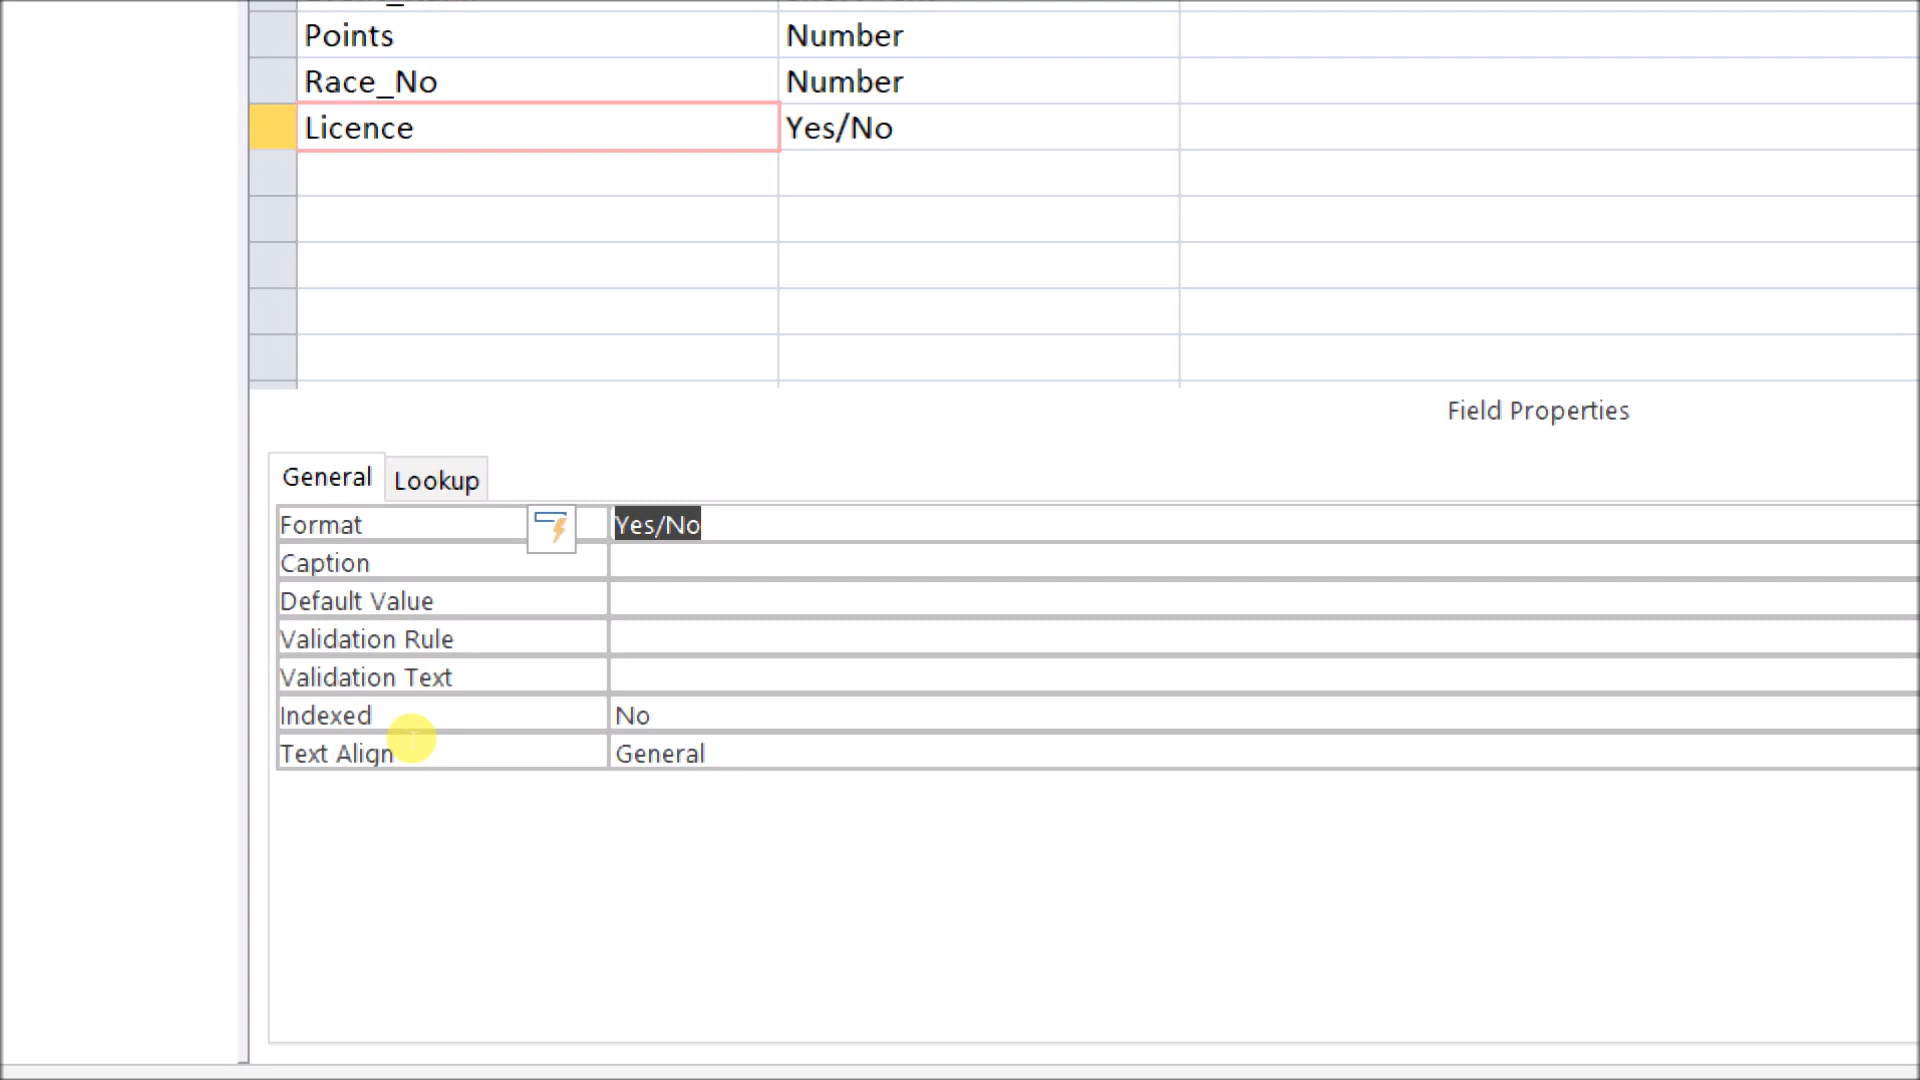 Points Number
Race_No Number
Licence Yes/No
Field Properties
General Lookup
Format Yes/No
Caption
Default Value
Validation Rule
Validation Text
Indexed No
Text Align General